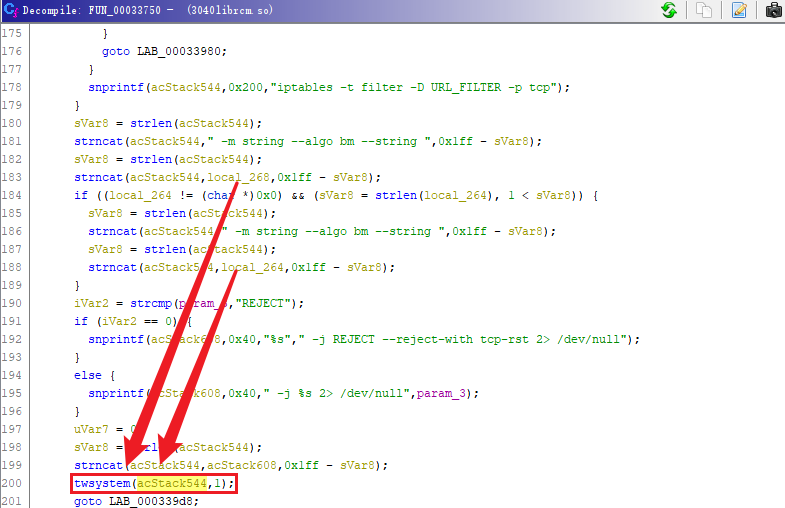 Decompile: FUN_00033750 - (3040librcm.so)
175 }
176 goto LAB_00033980;
177 }
178 snprintf(acStack544,0x200,"iptables -t filter -D URL_FILTER -p tcp");
179 }
180 sVar8 = strlen(acStack544);
181 strncat(acStack544," -m string --algo bm --string ",0x1ff - sVar8);
182 sVar8 = strlen(acStack544);
183 strncat(acStack544,local_268,0x1ff - sVar8);
184 if ((local_264 != (char *)0x0) && (sVar8 = strlen(local_264), 1 < sVar8)) {
185 sVar8 = strlen(acStack544);
186 strncat(acStack544," -m string --algo bm --string ",0x1ff - sVar8);
187 sVar8 = strlen(acStack544);
188 strncat(acStack544,local_264,0x1ff - sVar8);
189 }
190 iVar2 = strcmp(param_3,"REJECT");
191 if (iVar2 == 0) {
192 snprintf(acStack608,0x40,"%s"," -j REJECT --reject-with tcp-rst 2> /dev/null");
193 }
194 else {
195 snprintf(acStack608,0x40," -j %s 2> /dev/null",param_3);
196 }
197 uVar7 = 0
198 sVar8 = strlen(acStack544);
199 strncat(acStack544,acStack608,0x1ff - sVar8);
200 twsystem(acStack544,1);
201 goto LAB_000339d8;